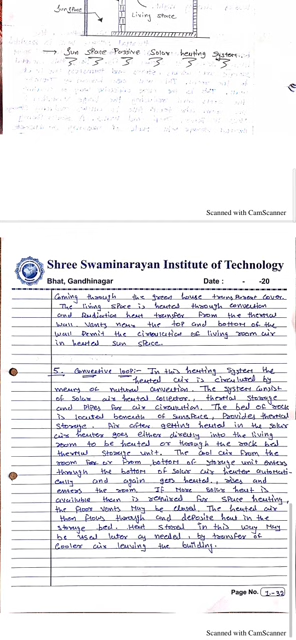 Sun space
Living space
→ Sun space Passive Solar heating System.
Scanned with CamScanner
Shree Swaminarayan Institute of Technology
Bhat, Gandhinagar Date : - -20
Coming through the green house transparent cover.
The living space is heated through convection
and Radiation heat transfer from the thermal
wall. Vents near the top and bottom of the
wall permit the circulation of living room air
in heated sun space.
5. Convective loop:- In this heating system the
heated air is circulated by
means of natural convection. The system consist
of solar air heated collector, thermal storage
and pipes for air circulation. The bed of rock
is located beneath of sunspace, provides thermal
storage. Air after getting heated in the solar
air heater goes either directly into the living
room to be heated or through the rock bed
thermal storage unit. The cool air from the
room for or from bottom of storage unit enters
through the bottom of solar air heater automati-
cally and again gets heated, rises and
enters the room. If more solar heat is
available than is required for space heating,
the floor vents may be closed. The heated air
then flows through and deposits heat in the
storage bed. Heat stored in this way may
be used later as needed, by transfer of
cooler air leaving the building.
Page No. 1-32
Scanned with CamScanner